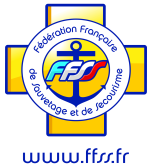 Fédération Française
FFSS
de Sauvetage et de Secourisme
www.ffss.fr